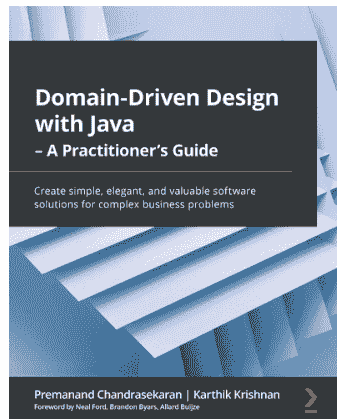 Domain-Driven Design
with Java
– A Practitioner's Guide
Create simple, elegant, and valuable software
solutions for complex business problems
Premanand Chandrasekaran | Karthik Krishnan
Foreword by Neal Ford, Brandon Byars, Allard Buijze